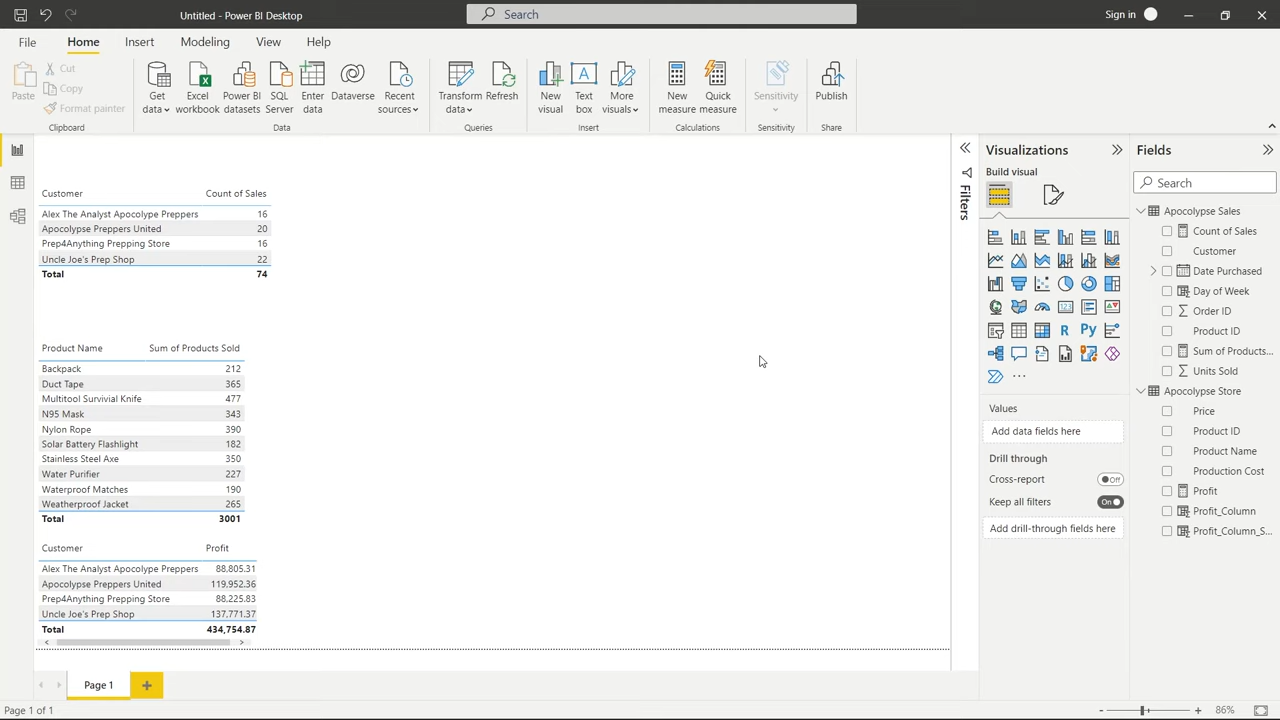 Untitled - Power BI Desktop
Search
Sign in
File Home Insert Modeling View Help
Paste
Cut
Copy
Format painter
Clipboard
Get data
Excel workbook
Power BI datasets
SQL Server
Enter data
Dataverse
Recent sources
Data
Transform data
Refresh
Queries
New visual
Text box
More visuals
Insert
New measure
Quick measure
Calculations
Sensitivity
Sensitivity
Publish
Share
Customer Count of Sales
Alex The Analyst Apocolype Preppers 16
Apocolypse Preppers United 20
Prep4Anything Prepping Store 16
Uncle Joe's Prep Shop 22
Total 74
Product Name Sum of Products Sold
Backpack 212
Duct Tape 365
Multitool Survivial Knife 477
N95 Mask 343
Nylon Rope 390
Solar Battery Flashlight 182
Stainless Steel Axe 350
Water Purifier 227
Waterproof Matches 190
Weatherproof Jacket 265
Total 3001
Customer Profit
Alex The Analyst Apocolype Preppers 88,805.31
Apocolypse Preppers United 119,952.36
Prep4Anything Prepping Store 88,225.83
Uncle Joe's Prep Shop 137,771.37
Total 434,754.87
Filters
Visualizations
Build visual
R
Py
123
Values
Add data fields here
Drill through
Cross-report Off
Keep all filters On
Add drill-through fields here
Fields
Search
Apocolypse Sales
Count of Sales
Customer
Date Purchased
Day of Week
Order ID
Product ID
Sum of Products...
Units Sold
Apocolypse Store
Price
Product ID
Product Name
Production Cost
Profit
Profit_Column
Profit_Column_S...
Page 1
Page 1 of 1
86%